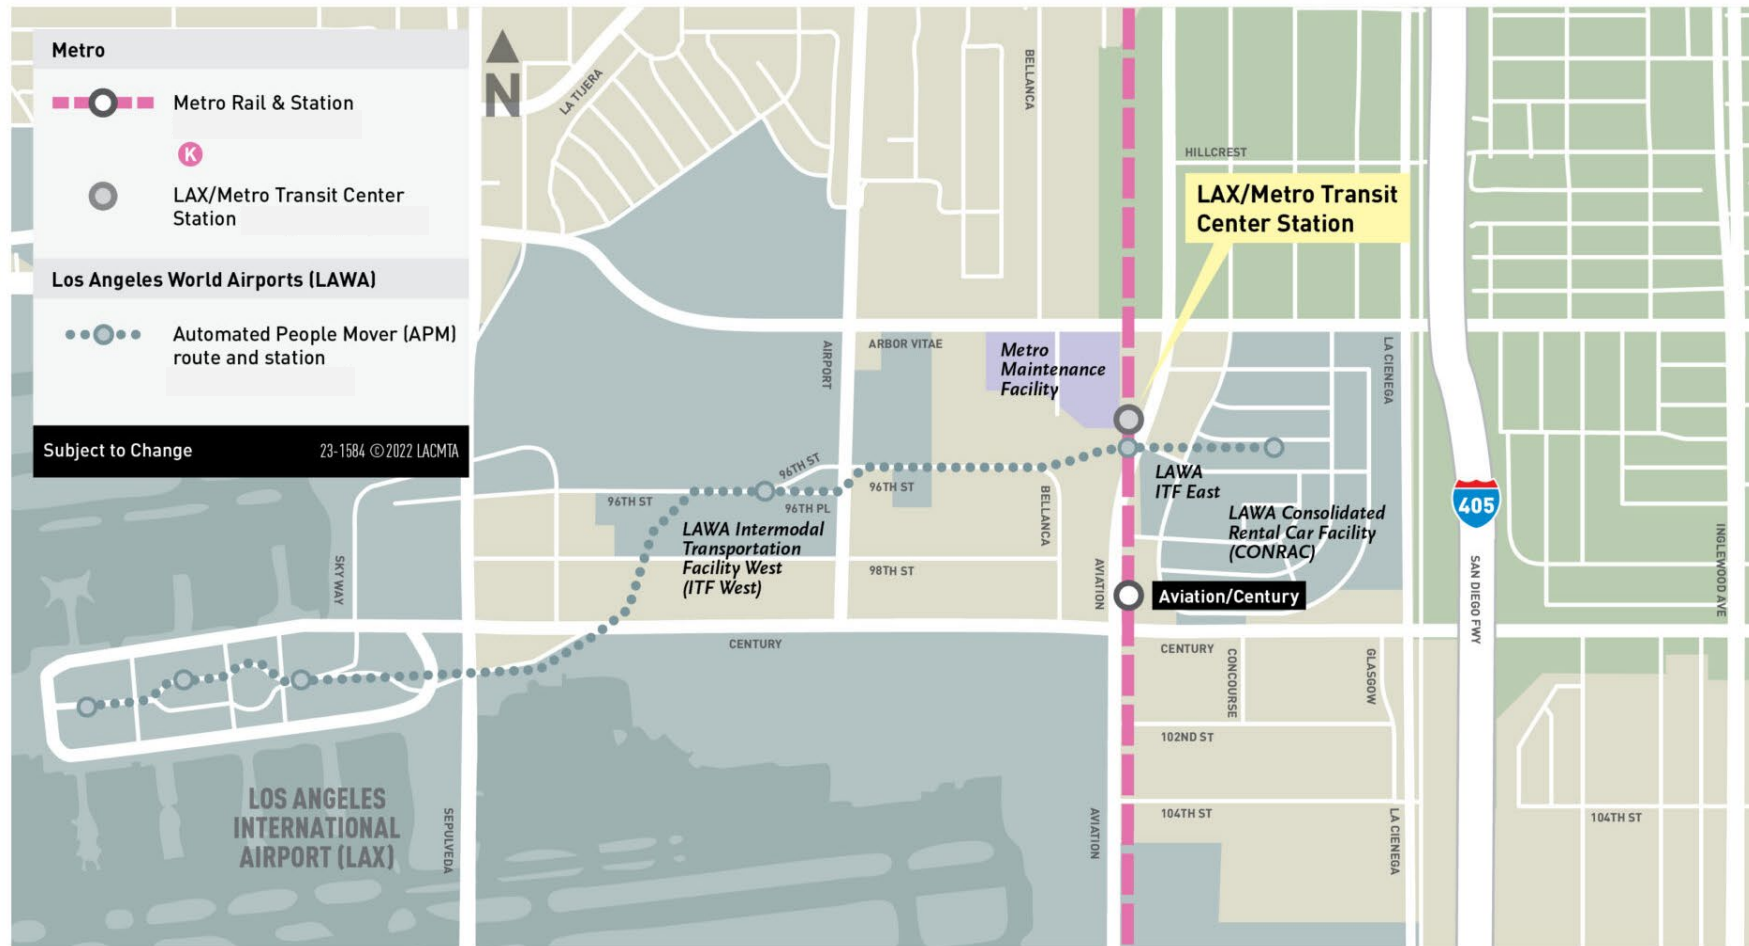 Metro
Metro Rail & Station
K
LAX/Metro Transit Center
Station
Los Angeles World Airports (LAWA)
Automated People Mover (APM)
route and station
Subject to Change
23-1584 ©2022 LACMTA
N
LA TIJERA
BELLANCA
HILLCREST
LAX/Metro Transit
Center Station
AIRPORT
ARBOR VITAE
Metro
Maintenance
Facility
LA CIENEGA
96TH ST
96TH ST
96TH PL
96TH ST
LAWA Intermodal
Transportation
Facility West
(ITF West)
BELLANCA
LAWA
ITF East
LAWA Consolidated
Rental Car Facility
(CONRAC)
405
SKY WAY
98TH ST
AVIATION
Aviation/Century
SAN DIEGO FWY
INGLEWOOD AVE
CENTURY
CENTURY
CONCOURSE
GLASGOW
102ND ST
LOS ANGELES
INTERNATIONAL
AIRPORT (LAX)
SEPULVEDA
AVIATION
104TH ST
LA CIENEGA
104TH ST